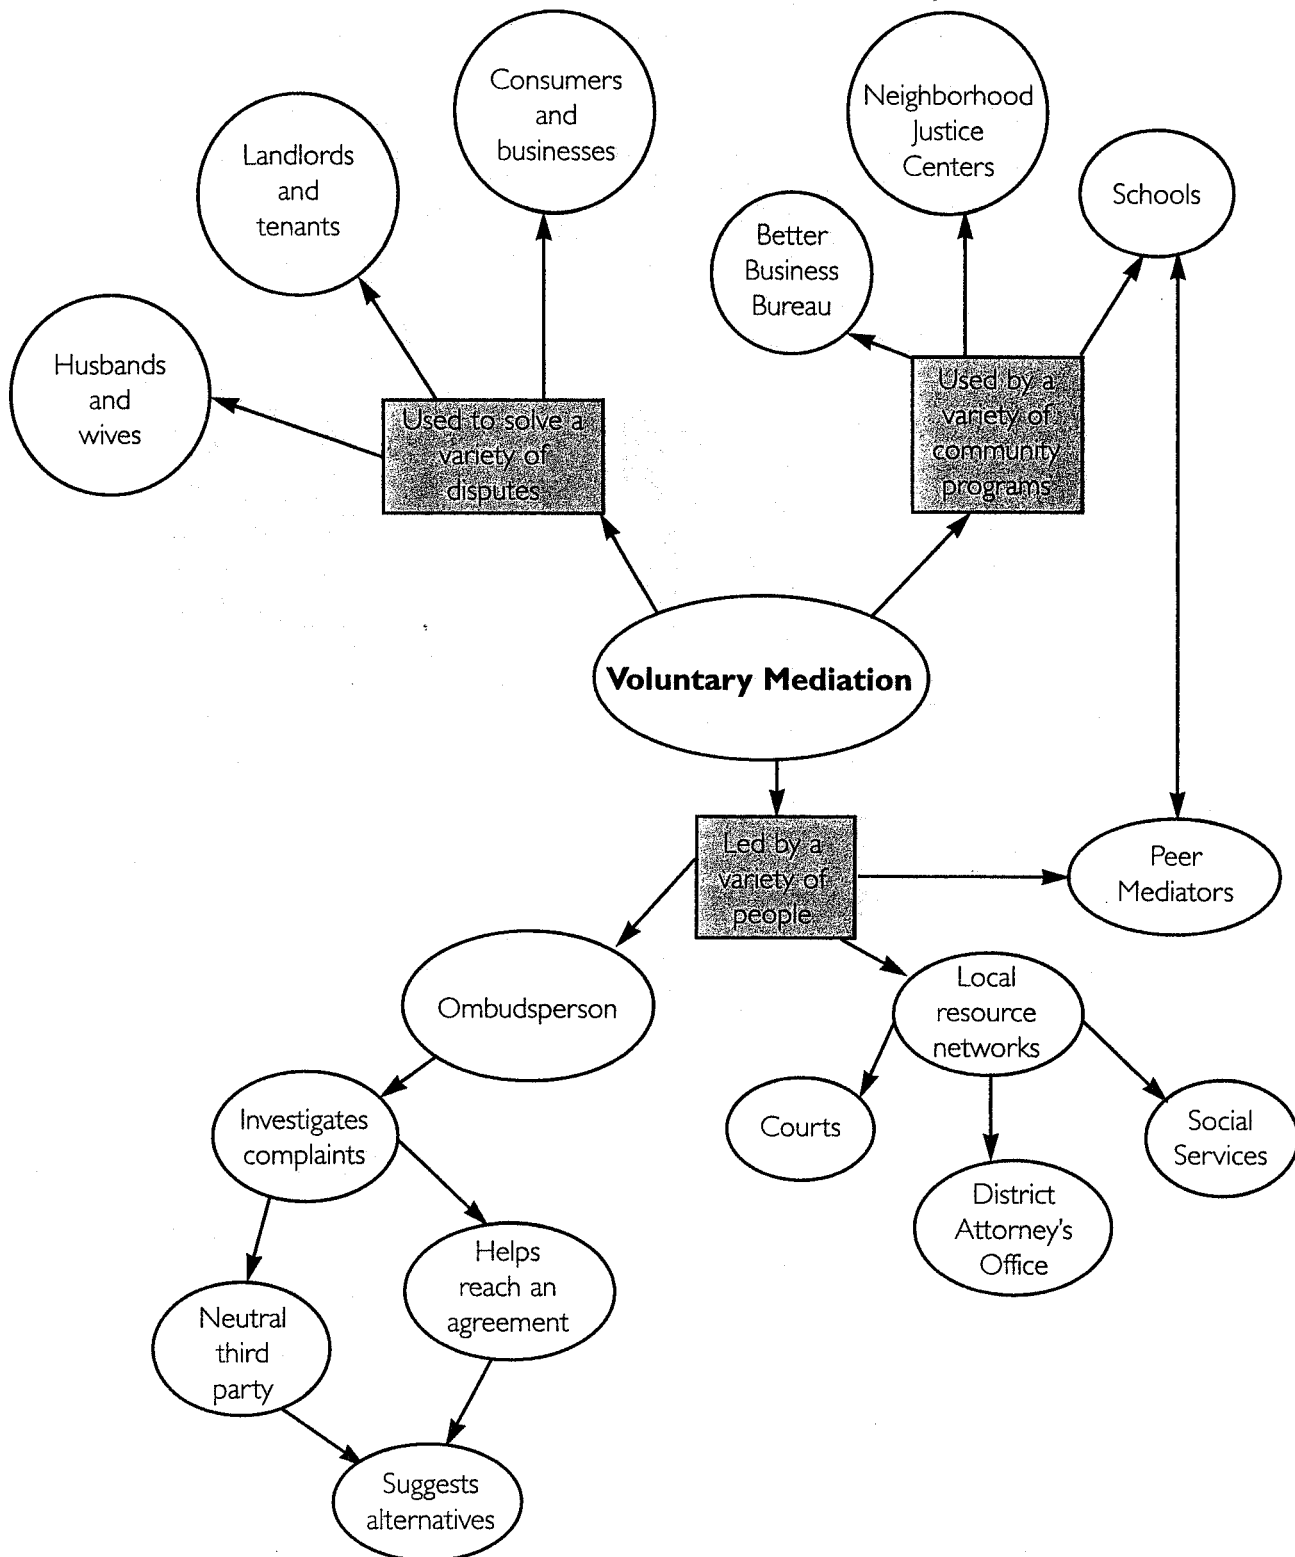 Consumers
and
businesses
Neighborhood
Justice
Centers
Landlords
and
tenants
Schools
Better
Business
Bureau
Husbands
and
wives
Used to solve a
variety of
disputes
Used by a
variety of
community
programs
Voluntary Mediation
Led by a
variety of
people
Peer
Mediators
Ombudsperson
Local
resource
networks
Investigates
complaints
Courts
Social
Services
District
Attorney's
Office
Helps
reach an
agreement
Neutral
third
party
Suggests
alternatives